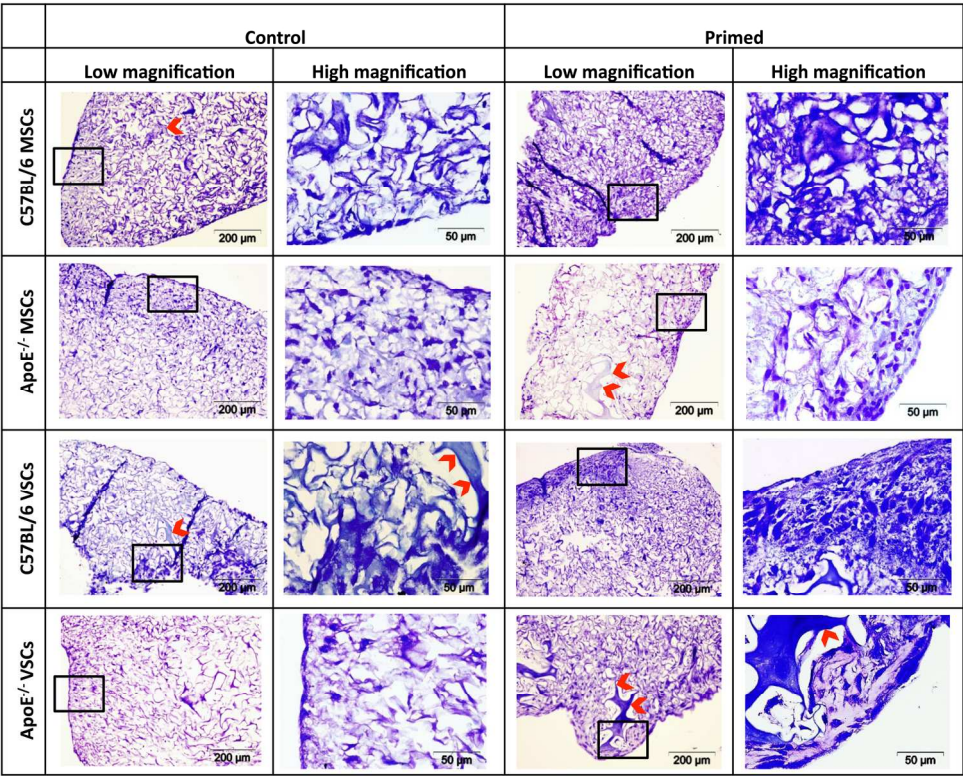 Control Primed
Low magnification High magnification Low magnification High magnification
C57BL/6 MSCs
200 µm 50 µm 200 µm 50 µm
ApoE-/- MSCs
200 µm 50 µm 200 µm 50 µm
C57BL/6 VSCs
200 µm 50 µm 200 µm 50 µm
ApoE-/- VSCs
200 µm 50 µm 200 µm 50 µm